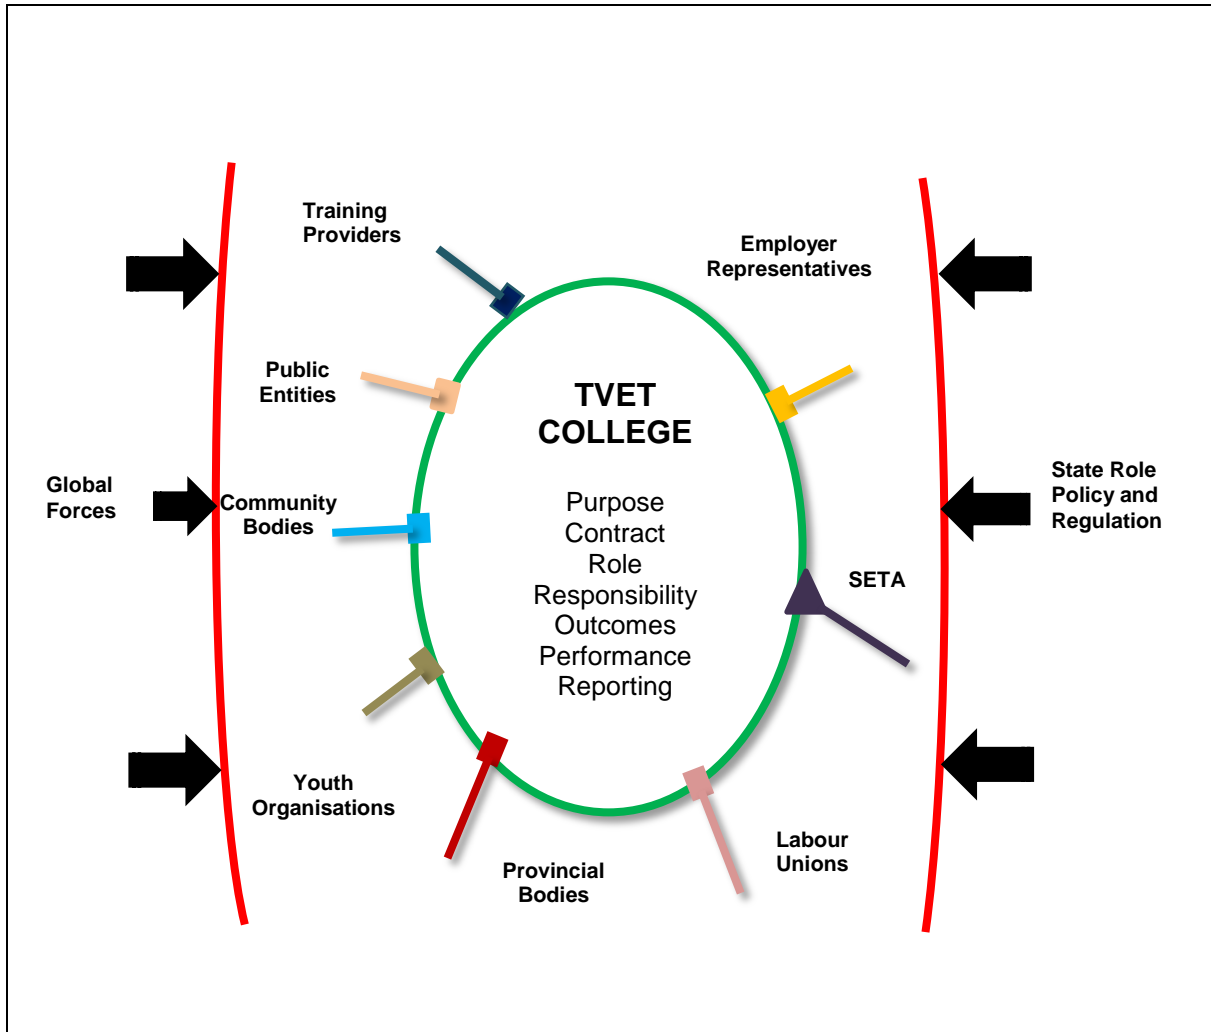 Training
Providers
Employer
Representatives
Public
Entities
TVET
COLLEGE
Global
Forces
Community
Bodies
Purpose
Contract
Role
Responsibility
Outcomes
Performance
Reporting
State Role
Policy and
Regulation
SETA
Youth
Organisations
Provincial
Bodies
Labour
Unions